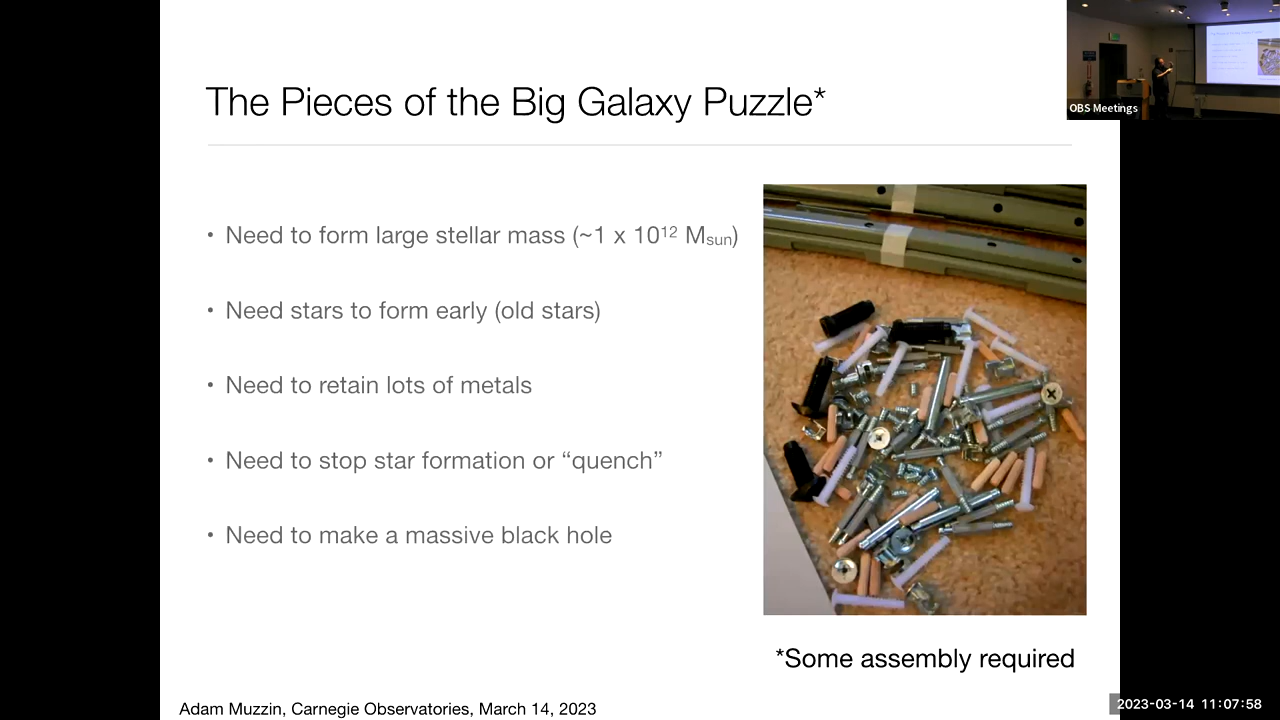 The Pieces of the Big Galaxy Puzzle*
OBS Meetings
• Need to form large stellar mass (~1 x 10¹² Msun)
• Need stars to form early (old stars)
• Need to retain lots of metals
• Need to stop star formation or “quench”
• Need to make a massive black hole
*Some assembly required
Adam Muzzin, Carnegie Observatories, March 14, 2023
2023-03-14 11:07:58